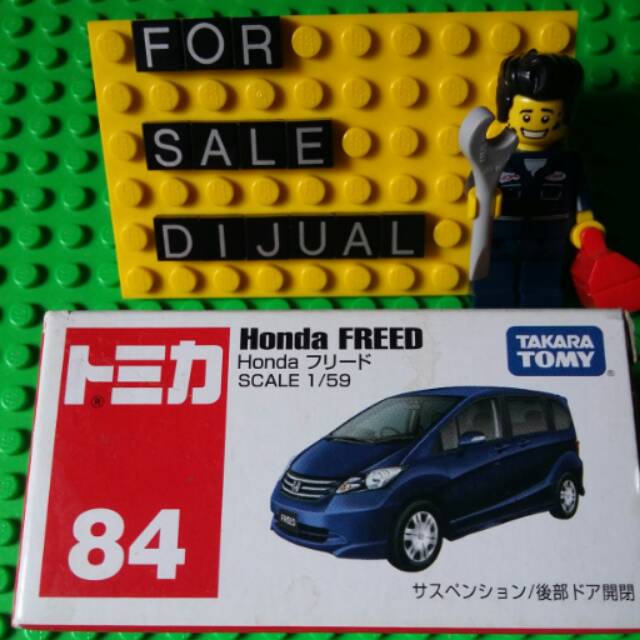 FOR
SALE
DIJUAL
トミカ®
84
Honda FREED
Honda フリード
SCALE 1/59
TAKARA
TOMY®
FREED
サスペンション/後部ドア開閉